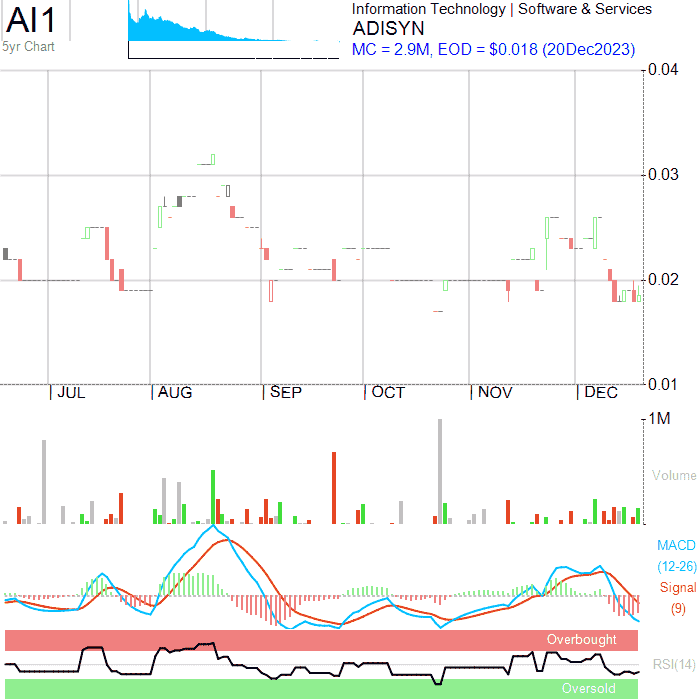 AI1
5yr Chart
Information Technology | Software & Services
ADISYN
MC = 2.9M, EOD = $0.018 (20Dec2023)
0.04
0.03
0.02
0.01
JUL
AUG
SEP
OCT
NOV
DEC
1M
Volume
MACD
(12-26)
Signal
(9)
Overbought
RSI(14)
Oversold